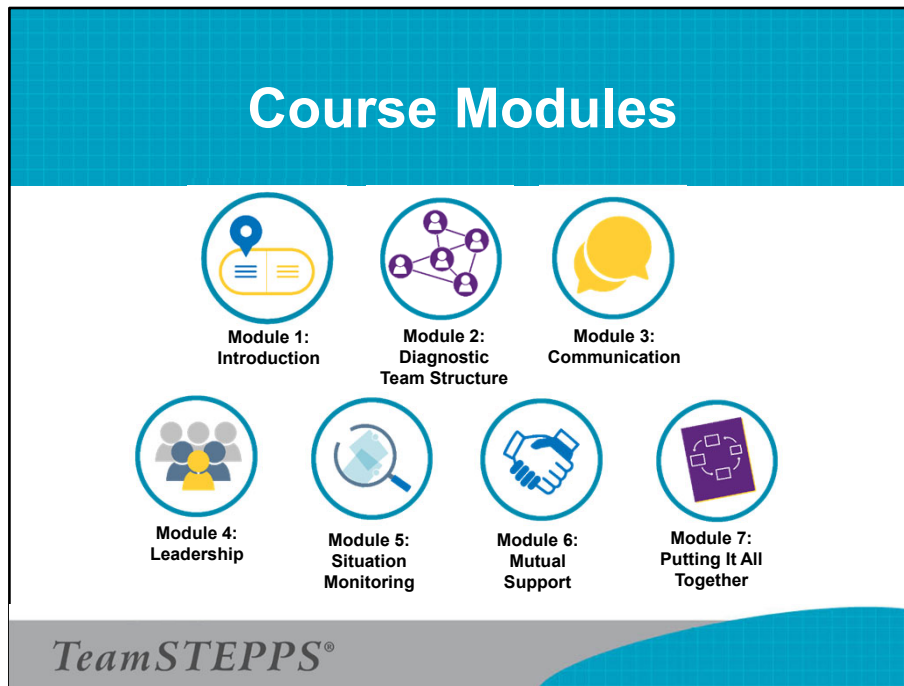 Course Modules
Module 1:
Introduction
Module 2:
Diagnostic
Team Structure
Module 3:
Communication
Module 4:
Leadership
Module 5:
Situation
Monitoring
Module 6:
Mutual
Support
Module 7:
Putting It All
Together
TeamSTEPPS®